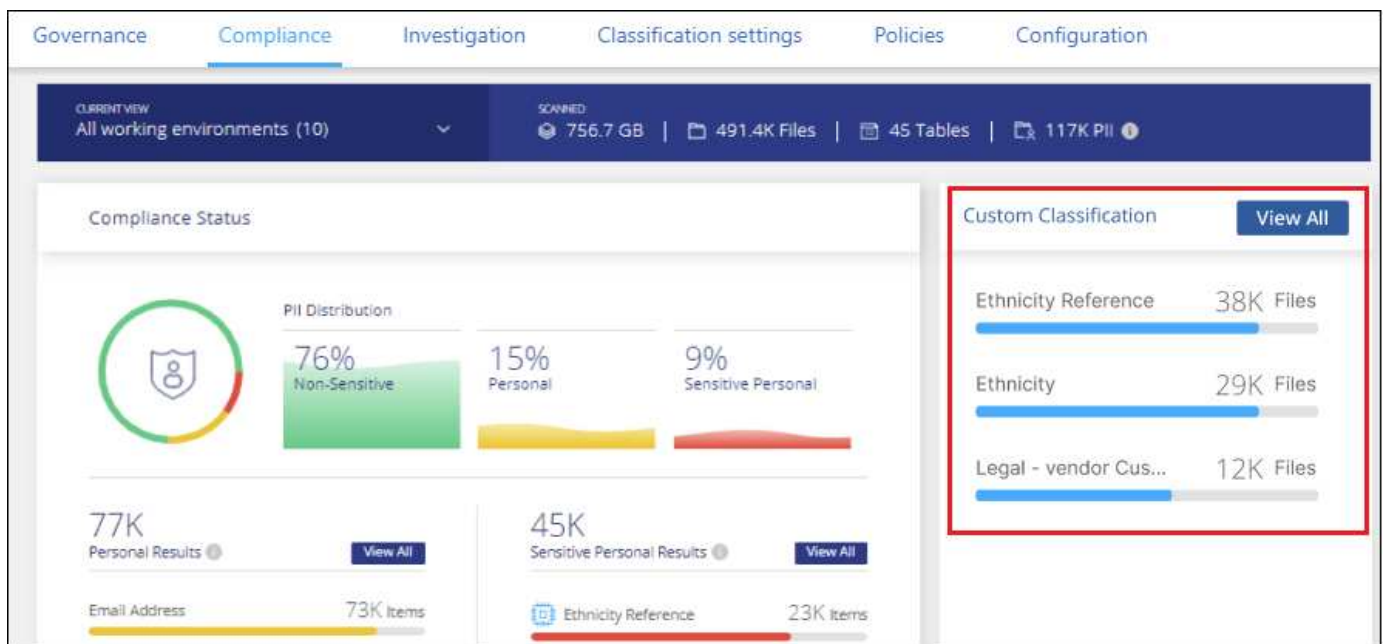 Governance Compliance Investigation Classification settings Policies Configuration
CURRENT VIEW
All working environments (10)
SCANNED
756.7 GB | 491.4K Files | 45 Tables | 117K PII
Compliance Status
PII Distribution
76%
Non-Sensitive
15%
Personal
9%
Sensitive Personal
77K
Personal Results
View All
Email Address 73K Items
45K
Sensitive Personal Results
View All
Ethnicity Reference 23K Items
Custom Classification View All
Ethnicity Reference 38K Files
Ethnicity 29K Files
Legal - vendor Cus... 12K Files